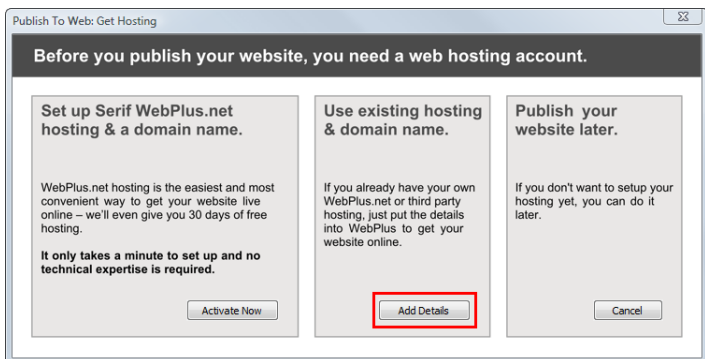 Publish To Web: Get Hosting
Before you publish your website, you need a web hosting account.
Set up Serif WebPlus.net
hosting & a domain name.
WebPlus.net hosting is the easiest and most
convenient way to get your website live
online – we'll even give you 30 days of free
hosting.
It only takes a minute to set up and no
technical expertise is required.
Activate Now
Use existing hosting
& domain name.
If you already have your own
WebPlus.net or third party
hosting, just put the details
into WebPlus to get your
website online.
Add Details
Publish your
website later.
If you don't want to setup your
hosting yet, you can do it
later.
Cancel